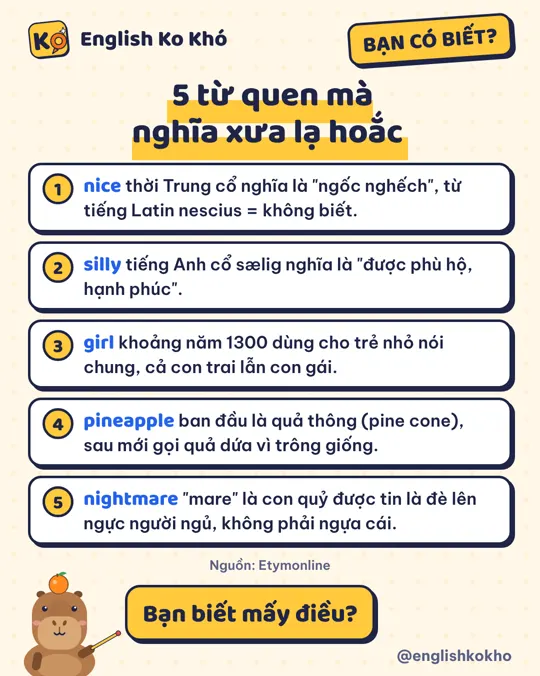 KO English Ko Khó
BẠN CÓ BIẾT?
5 từ quen mà
nghĩa xưa lạ hoắc
1 nice thời Trung cổ nghĩa là "ngốc nghếch", từ
tiếng Latin nescius = không biết.
2 silly tiếng Anh cổ sælig nghĩa là "được phù hộ,
hạnh phúc".
3 girl khoảng năm 1300 dùng cho trẻ nhỏ nói
chung, cả con trai lẫn con gái.
4 pineapple ban đầu là quả thông (pine cone),
sau mới gọi quả dứa vì trông giống.
5 nightmare "mare" là con quỷ được tin là đè lên
ngực người ngủ, không phải ngựa cái.
Nguồn: Etymonline
Bạn biết mấy điều?
@englishkokho